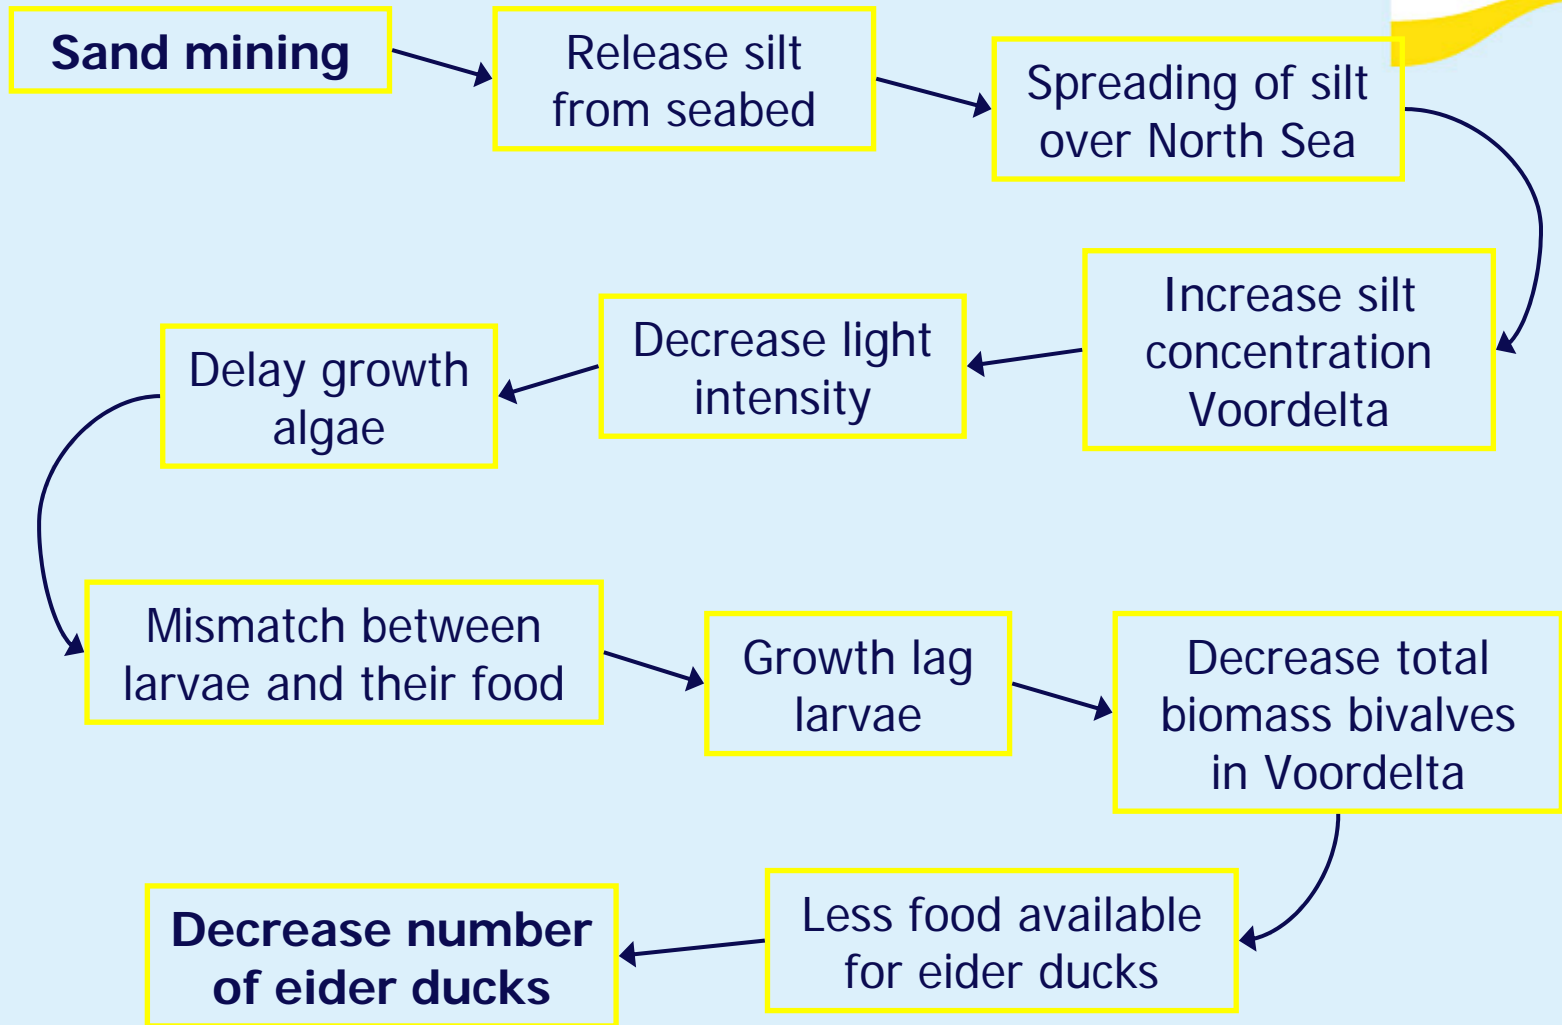 Sand mining
Release silt
from seabed
Spreading of silt
over North Sea
Increase silt
concentration
Voordelta
Decrease light
intensity
Delay growth
algae
Mismatch between
larvae and their food
Growth lag
larvae
Decrease total
biomass bivalves
in Voordelta
Less food available
for eider ducks
Decrease number
of eider ducks